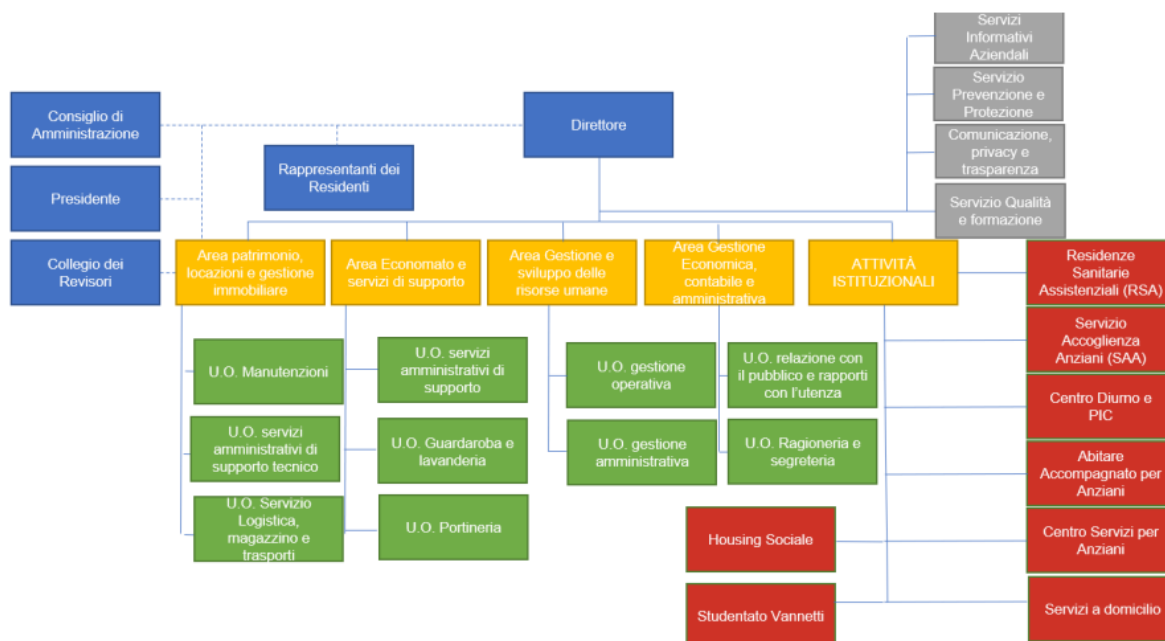 Servizi
Informativi
Aziendali
Servizio
Prevenzione e
Protezione
Comunicazione,
privacy e
trasparenza
Servizio Qualità
e formazione
Consiglio di
Amministrazione
Direttore
Rappresentanti dei
Residenti
Presidente
Collegio dei
Revisori
Area patrimonio,
locazioni e gestione
immobiliare
Area Economato e
servizi di supporto
Area Gestione e
sviluppo delle
risorse umane
Area Gestione
Economica,
contabile e
amministrativa
ATTIVITÀ
ISTITUZIONALI
Residenze
Sanitarie
Assistenziali (RSA)
U.O. Manutenzioni
U.O. servizi
amministrativi di
supporto tecnico
U.O. Servizio
Logistica,
magazzino e
trasporti
U.O. servizi
amministrativi di
supporto
U.O. Guardaroba e
lavanderia
U.O. Portineria
U.O. gestione
operativa
U.O. gestione
amministrativa
U.O. relazione con
il pubblico e rapporti
con l'utenza
U.O. Ragioneria e
segreteria
Servizio
Accoglienza
Anziani (SAA)
Centro Diurno e
PIC
Abitare
Accompagnato per
Anziani
Centro Servizi per
Anziani
Servizi a domicilio
Housing Sociale
Studentato Vannetti